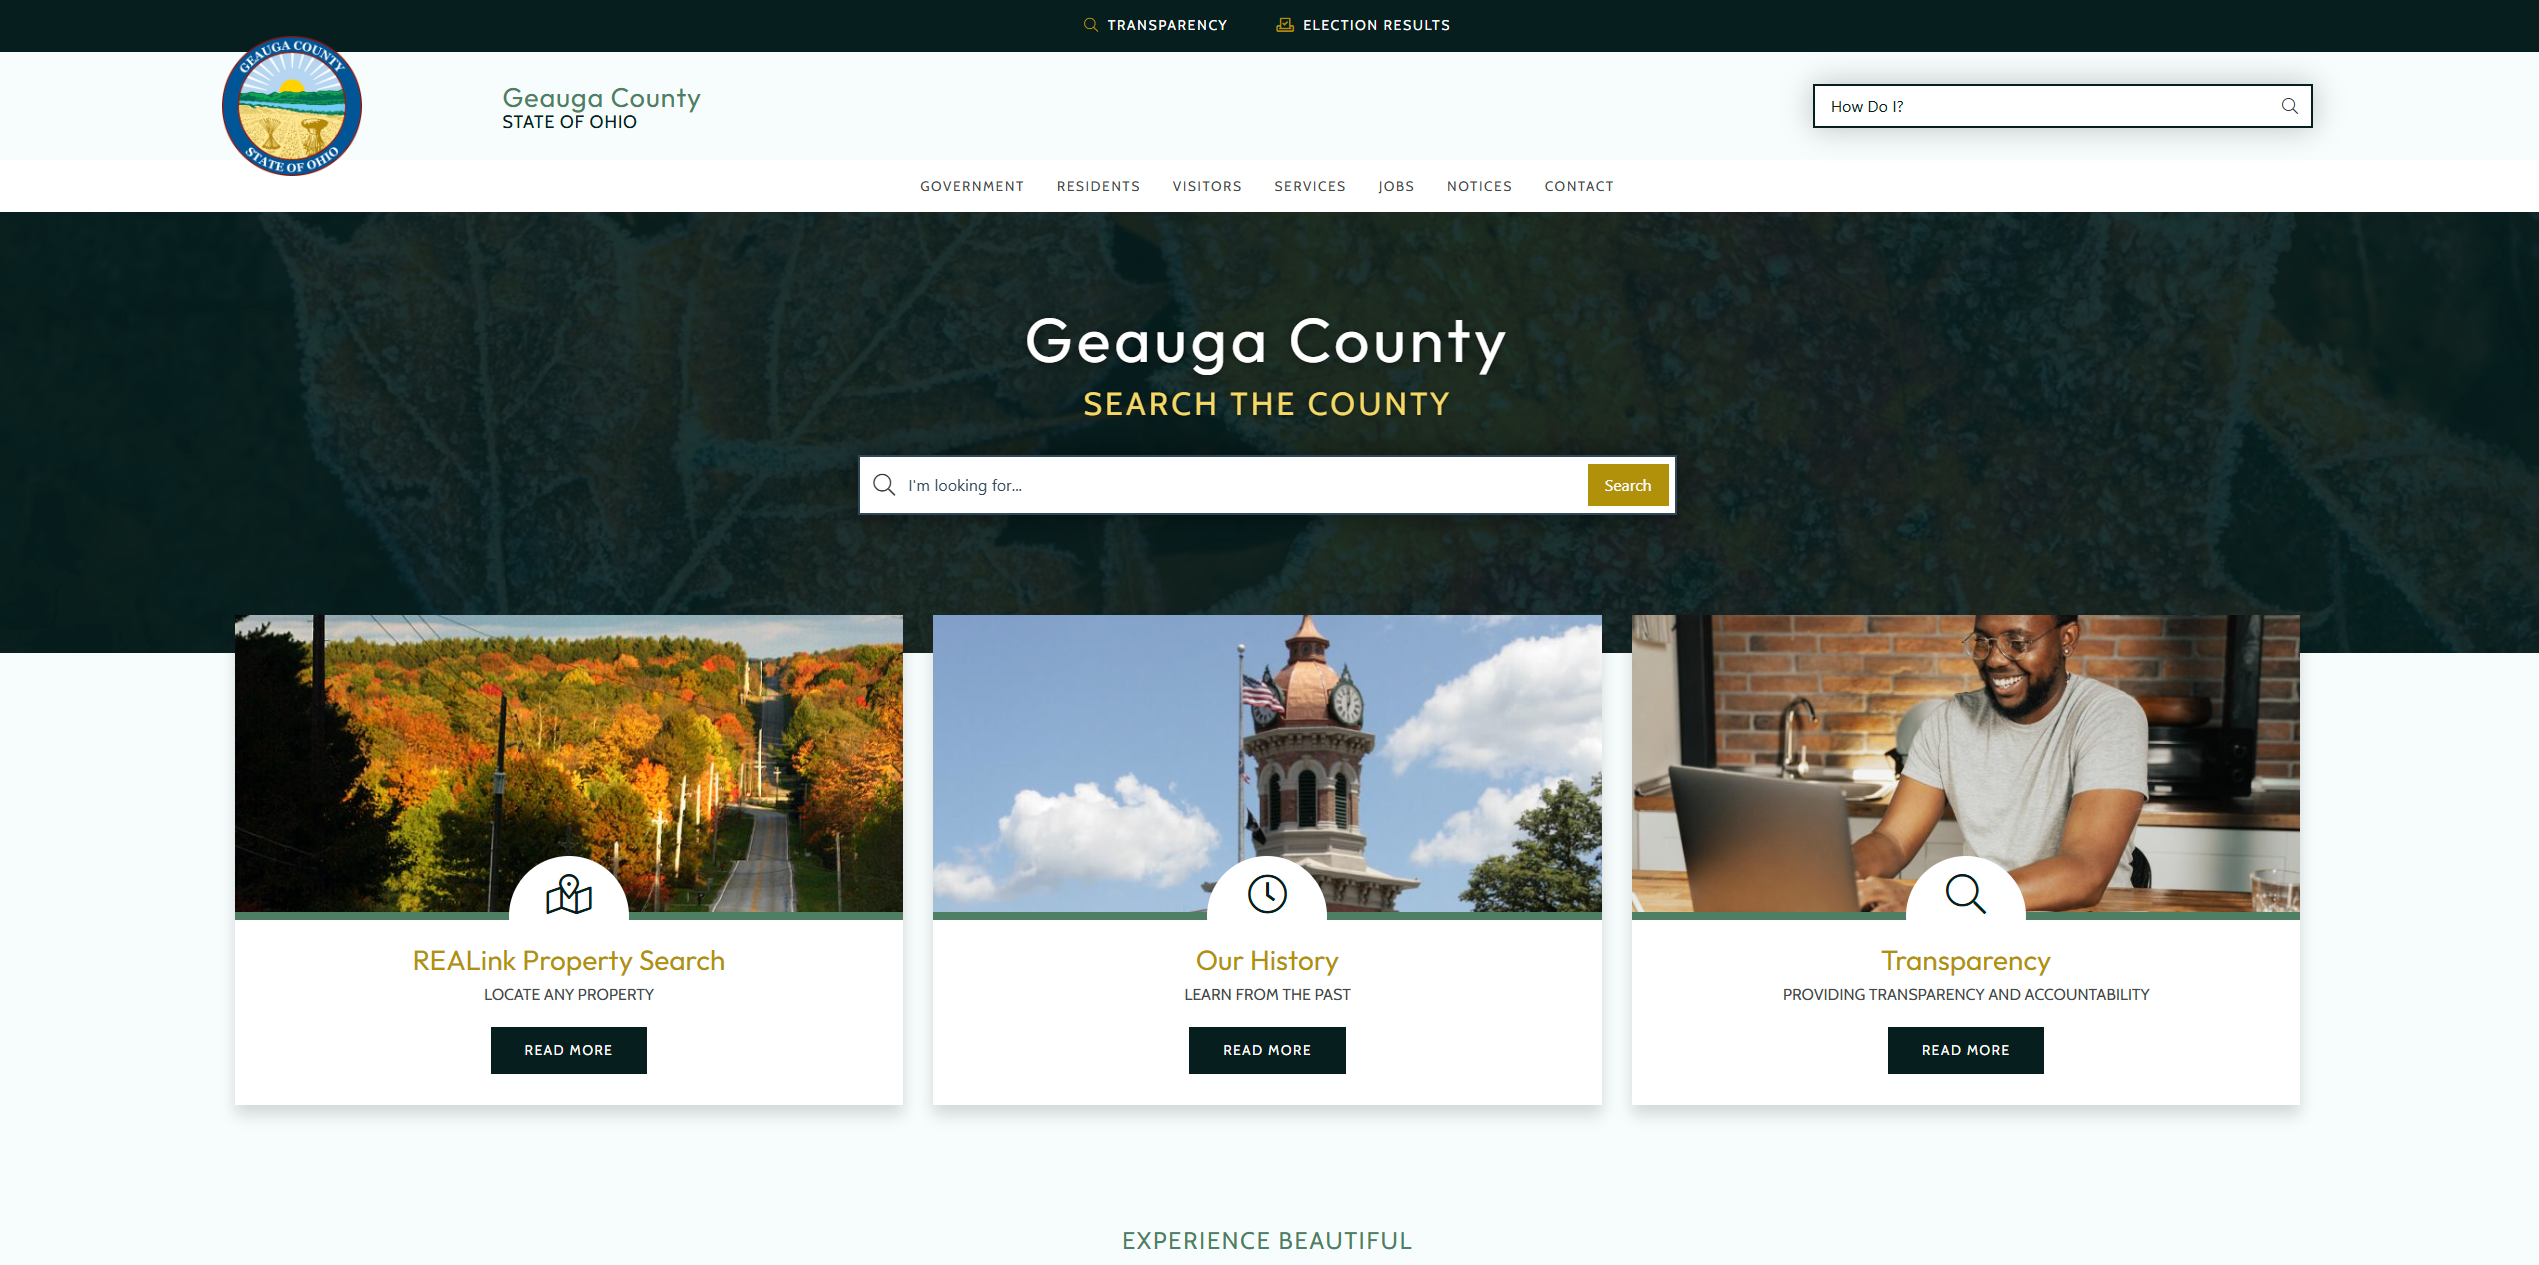 TRANSPARENCY
ELECTION RESULTS
GEAUGA COUNTY
STATE OF OHIO
Geauga County
STATE OF OHIO
How Do I?
GOVERNMENT
RESIDENTS
VISITORS
SERVICES
JOBS
NOTICES
CONTACT
Geauga County
SEARCH THE COUNTY
I'm looking for...
Search
REALink Property Search
LOCATE ANY PROPERTY
READ MORE
Our History
LEARN FROM THE PAST
READ MORE
Transparency
PROVIDING TRANSPARENCY AND ACCOUNTABILITY
READ MORE
EXPERIENCE BEAUTIFUL